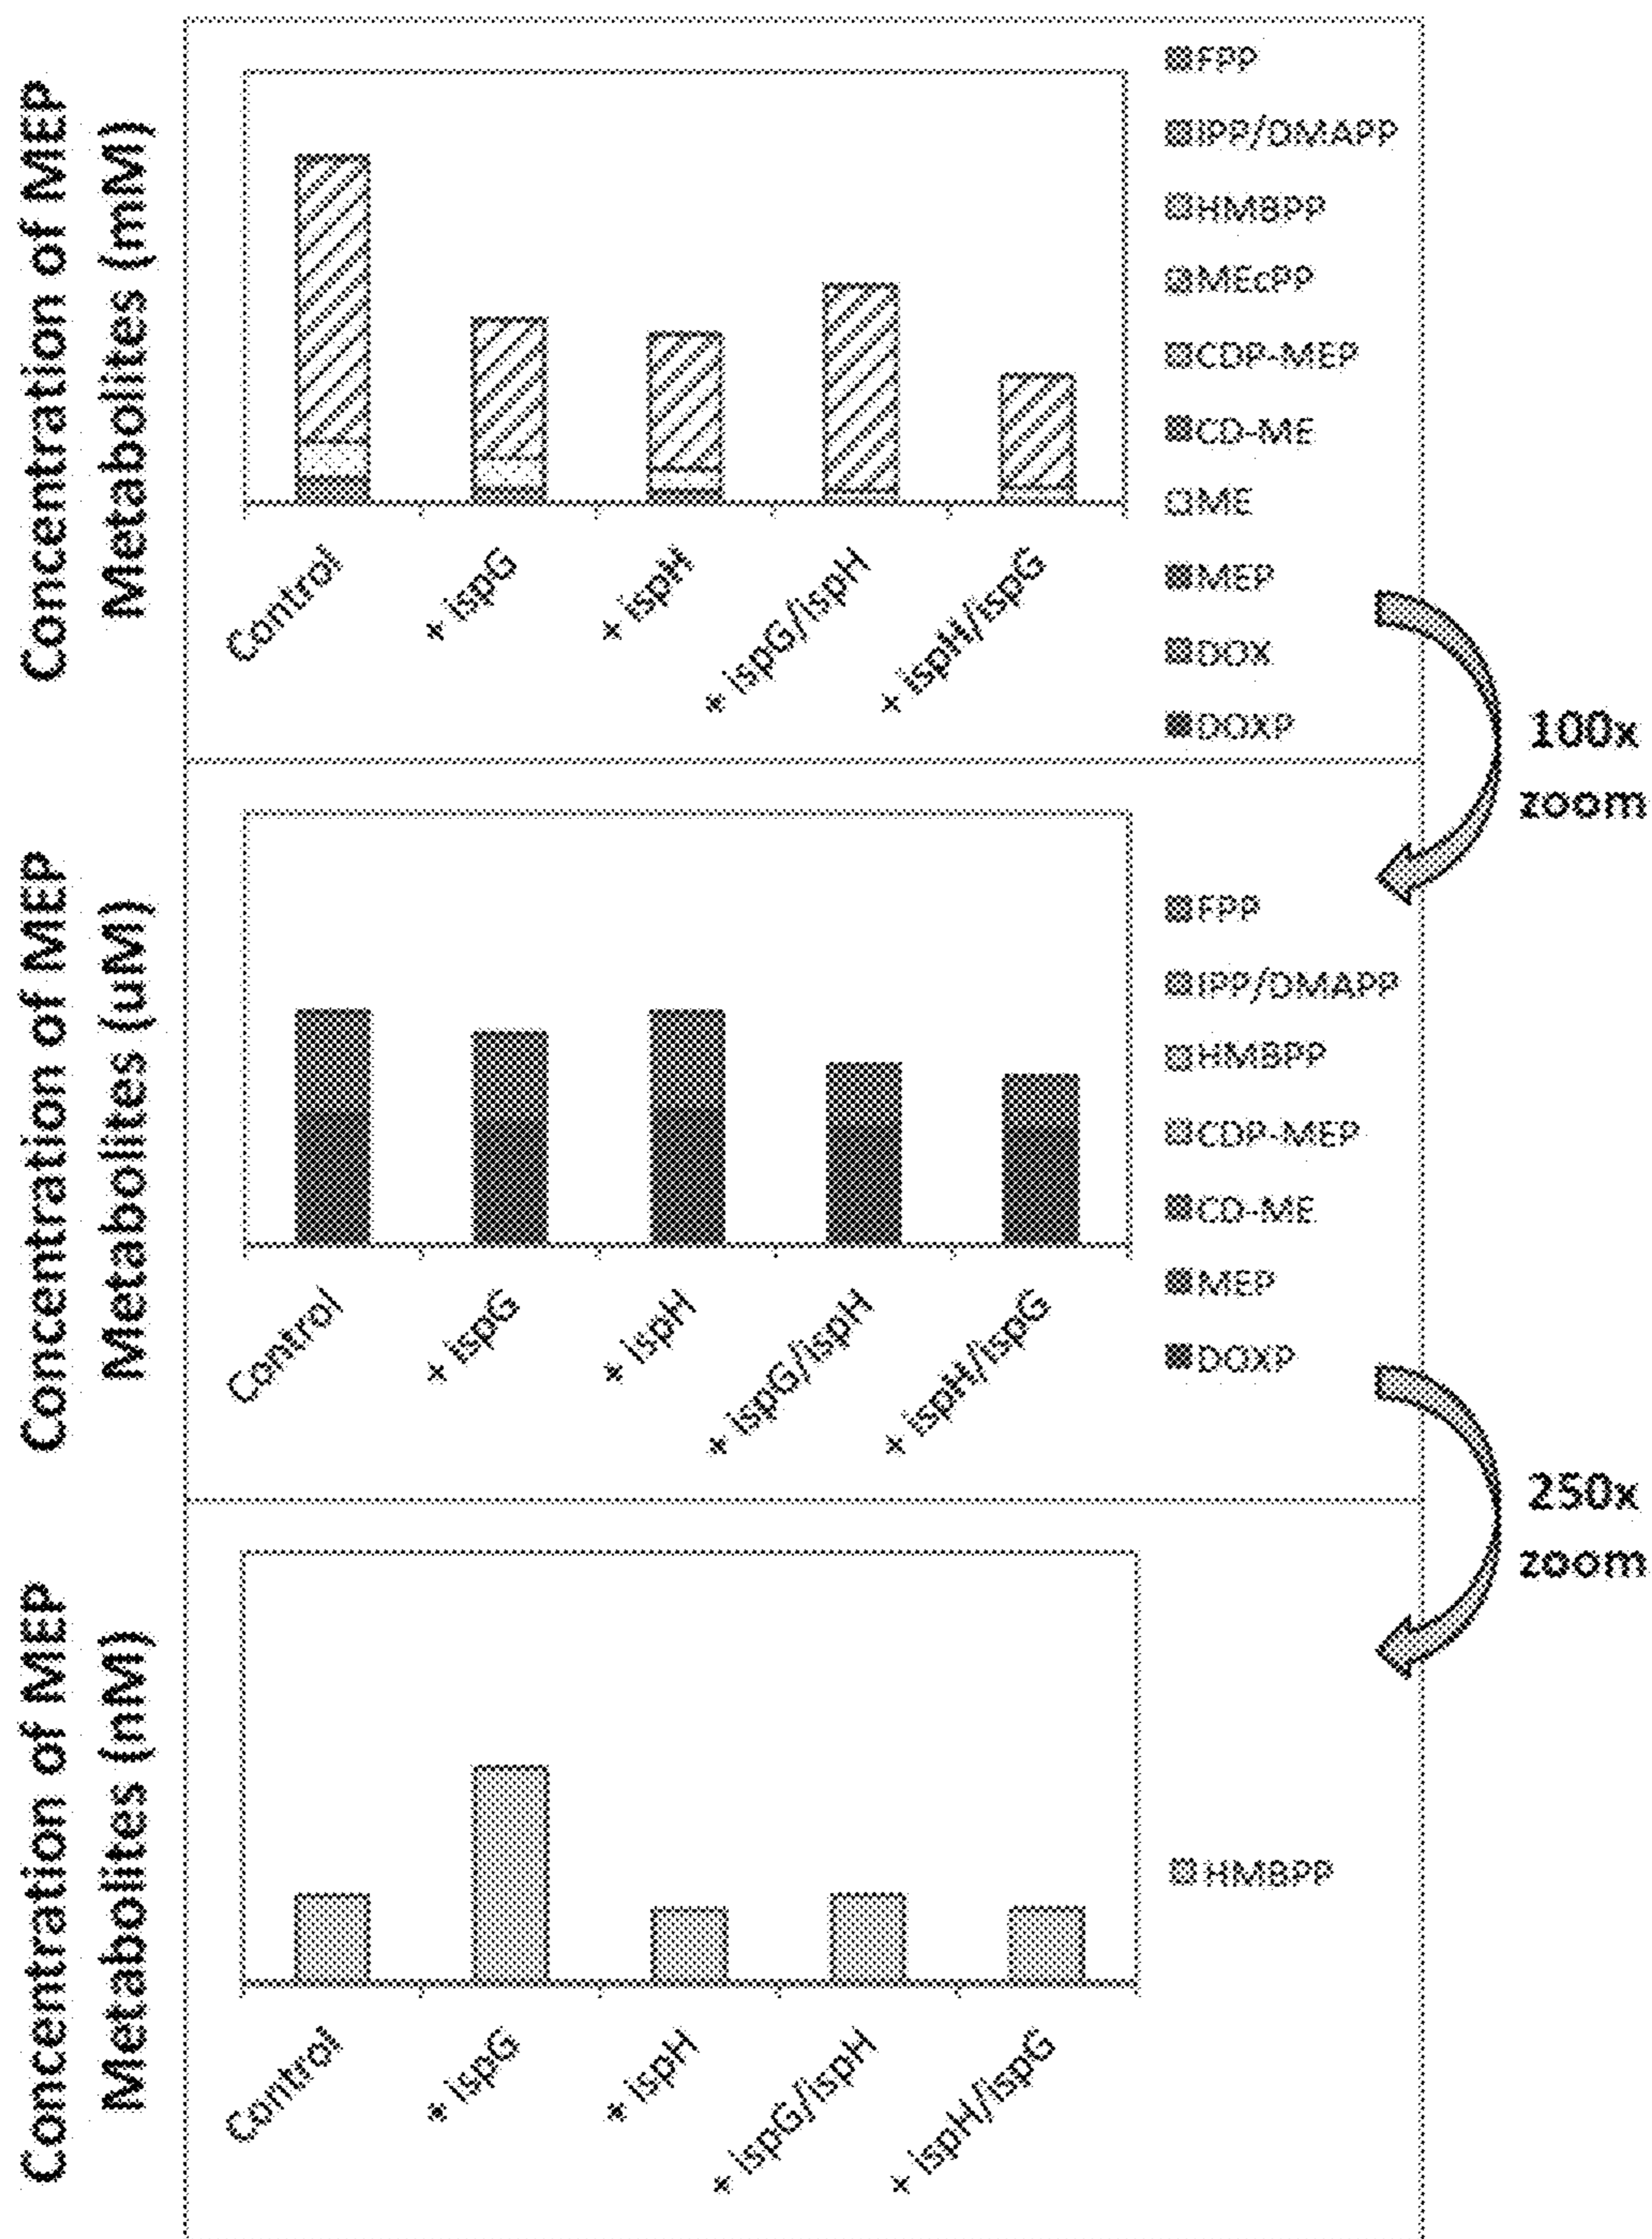 Concentration of MEP
Metabolites (mM)
FPP
IPP/DMAPP
HMBPP
MEcPP
CDP-MEP
CD-ME
ME
MEP
DOX
DOXP
Control
+ ispG
+ ispH
+ ispG/ispH
+ ispH/ispG
100x
zoom
Concentration of MEP
Metabolites (uM)
FPP
IPP/DMAPP
HMBPP
CDP-MEP
CD-ME
MEP
DOXP
Control
+ ispG
+ ispH
+ ispG/ispH
+ ispH/ispG
250x
zoom
Concentration of MEP
Metabolites (nM)
HMBPP
Control
+ ispG
+ ispH
+ ispG/ispH
+ ispH/ispG